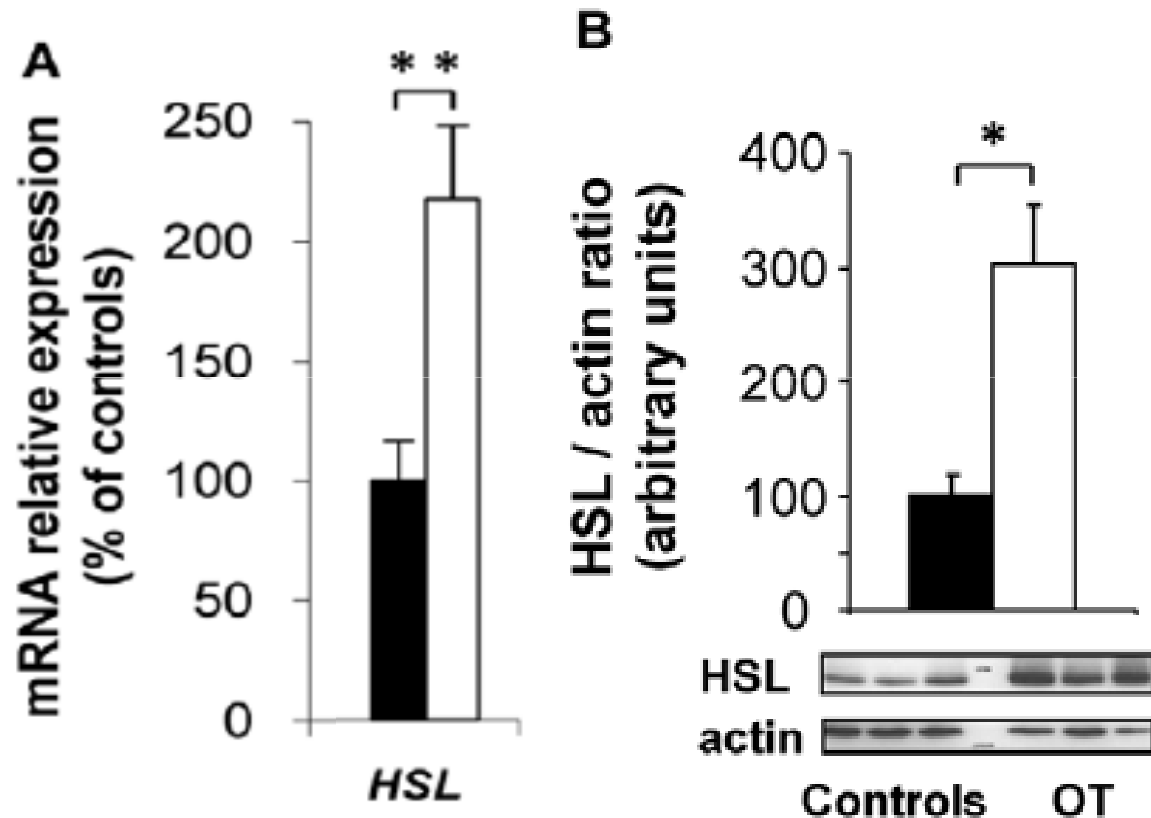 A
* *
mRNA relative expression
(% of controls)
250
200
150
100
50
0
HSL
B
*
HSL / actin ratio
(arbitrary units)
400
300
200
100
0
HSL
actin
Controls OT